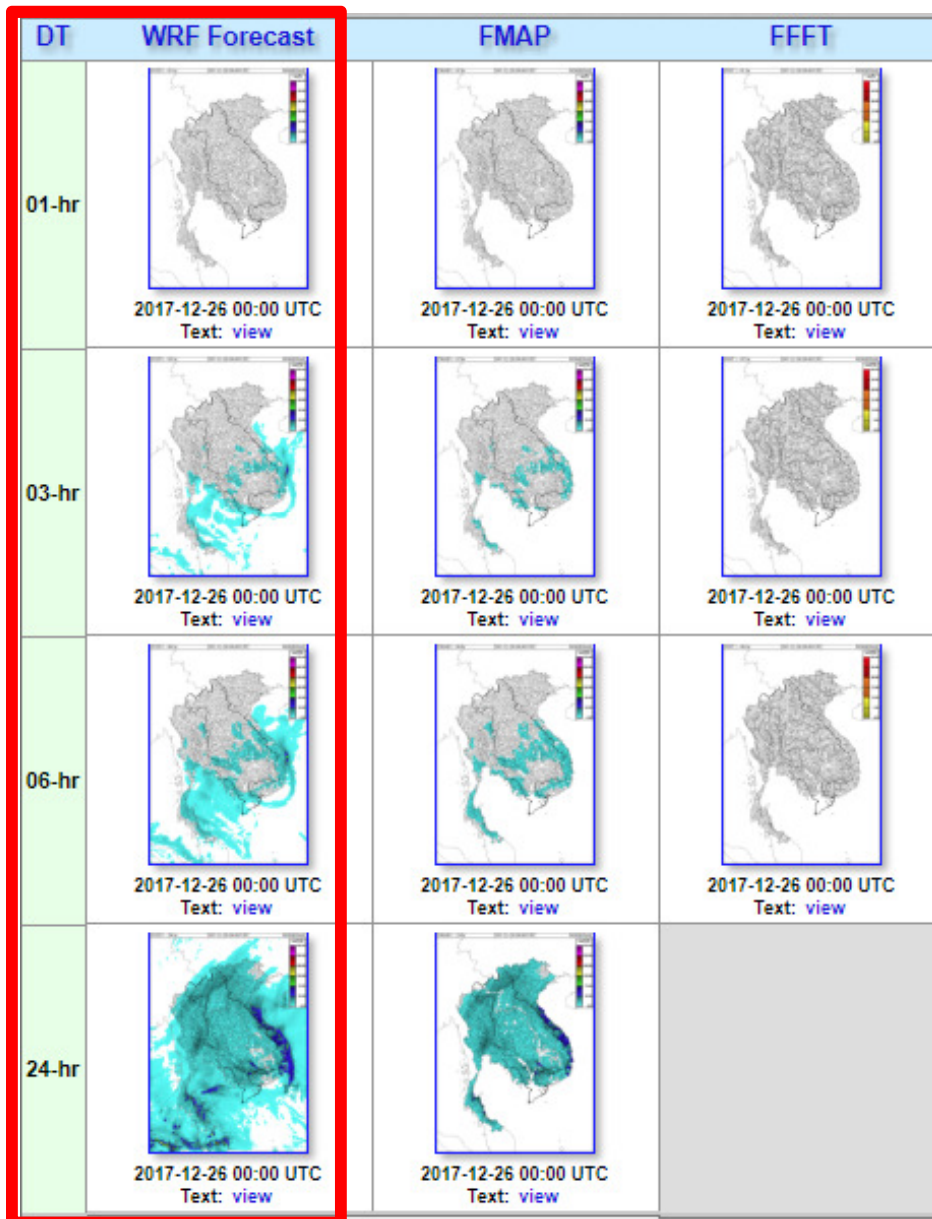 DT WRF Forecast FMAP FFFT
01-hr
2017-12-26 00:00 UTC 2017-12-26 00:00 UTC 2017-12-26 00:00 UTC
Text: view Text: view Text: view
03-hr
2017-12-26 00:00 UTC 2017-12-26 00:00 UTC 2017-12-26 00:00 UTC
Text: view Text: view Text: view
06-hr
2017-12-26 00:00 UTC 2017-12-26 00:00 UTC 2017-12-26 00:00 UTC
Text: view Text: view Text: view
24-hr
2017-12-26 00:00 UTC 2017-12-26 00:00 UTC
Text: view Text: view